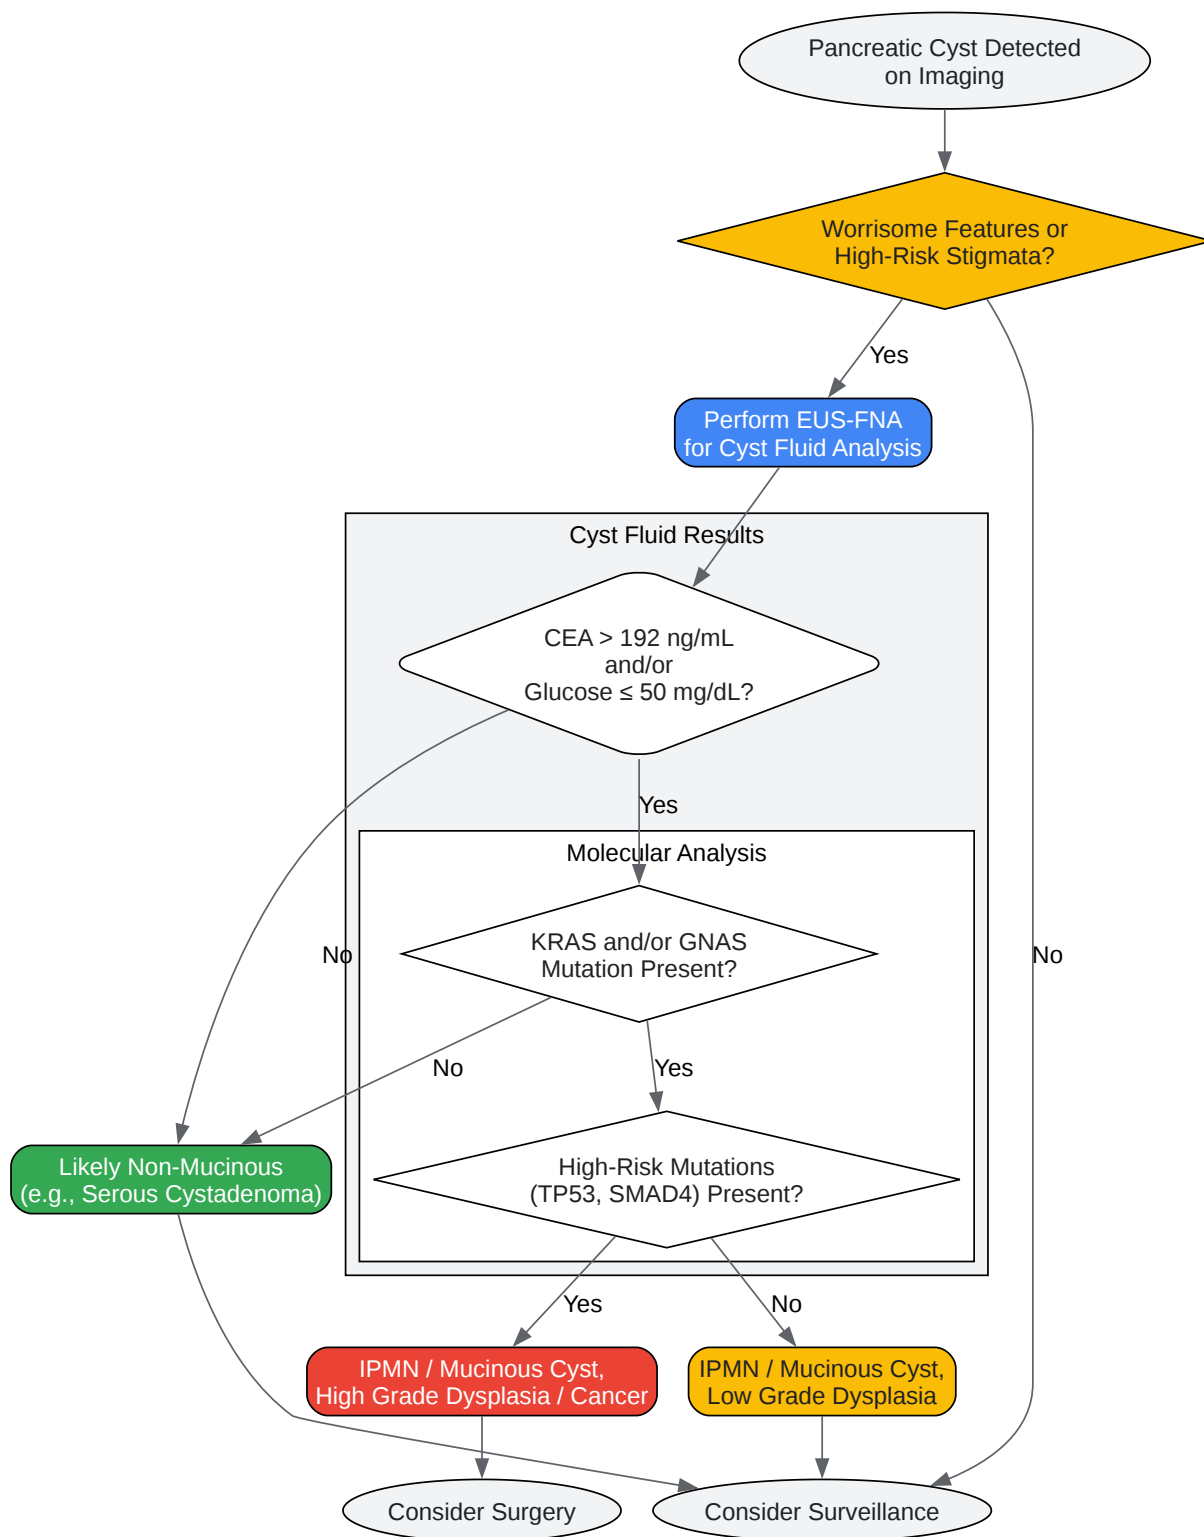 Pancreatic Cyst Detected
on Imaging
Worrisome Features or
High-Risk Stigmata?
Yes
Perform EUS-FNA
for Cyst Fluid Analysis
Cyst Fluid Results
CEA > 192 ng/mL
and/or
Glucose ≤ 50 mg/dL?
Yes
Molecular Analysis
KRAS and/or GNAS
Mutation Present?
No
No
No
Yes
High-Risk Mutations
(TP53, SMAD4) Present?
Likely Non-Mucinous
(e.g., Serous Cystadenoma)
Yes
No
IPMN / Mucinous Cyst,
High Grade Dysplasia / Cancer
IPMN / Mucinous Cyst,
Low Grade Dysplasia
Consider Surgery
Consider Surveillance